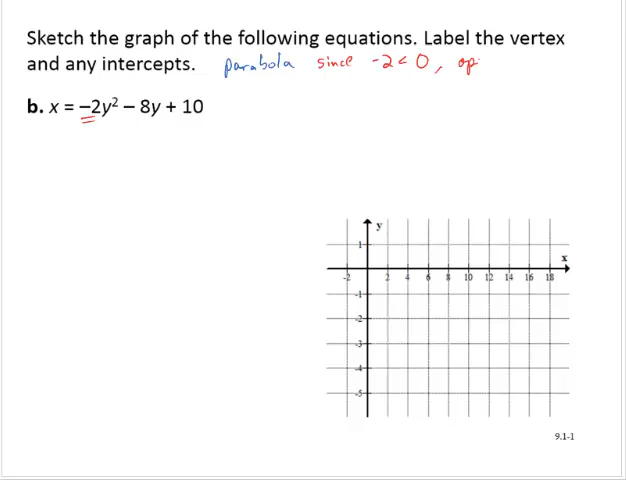 Sketch the graph of the following equations. Label the vertex
and any intercepts. parabola since -2 < 0, op
b. x = –2y² – 8y + 10
y
1
x
-2 2 4 6 8 10 12 14 16 18
-1
-2
-3
-4
-5
9.1-1